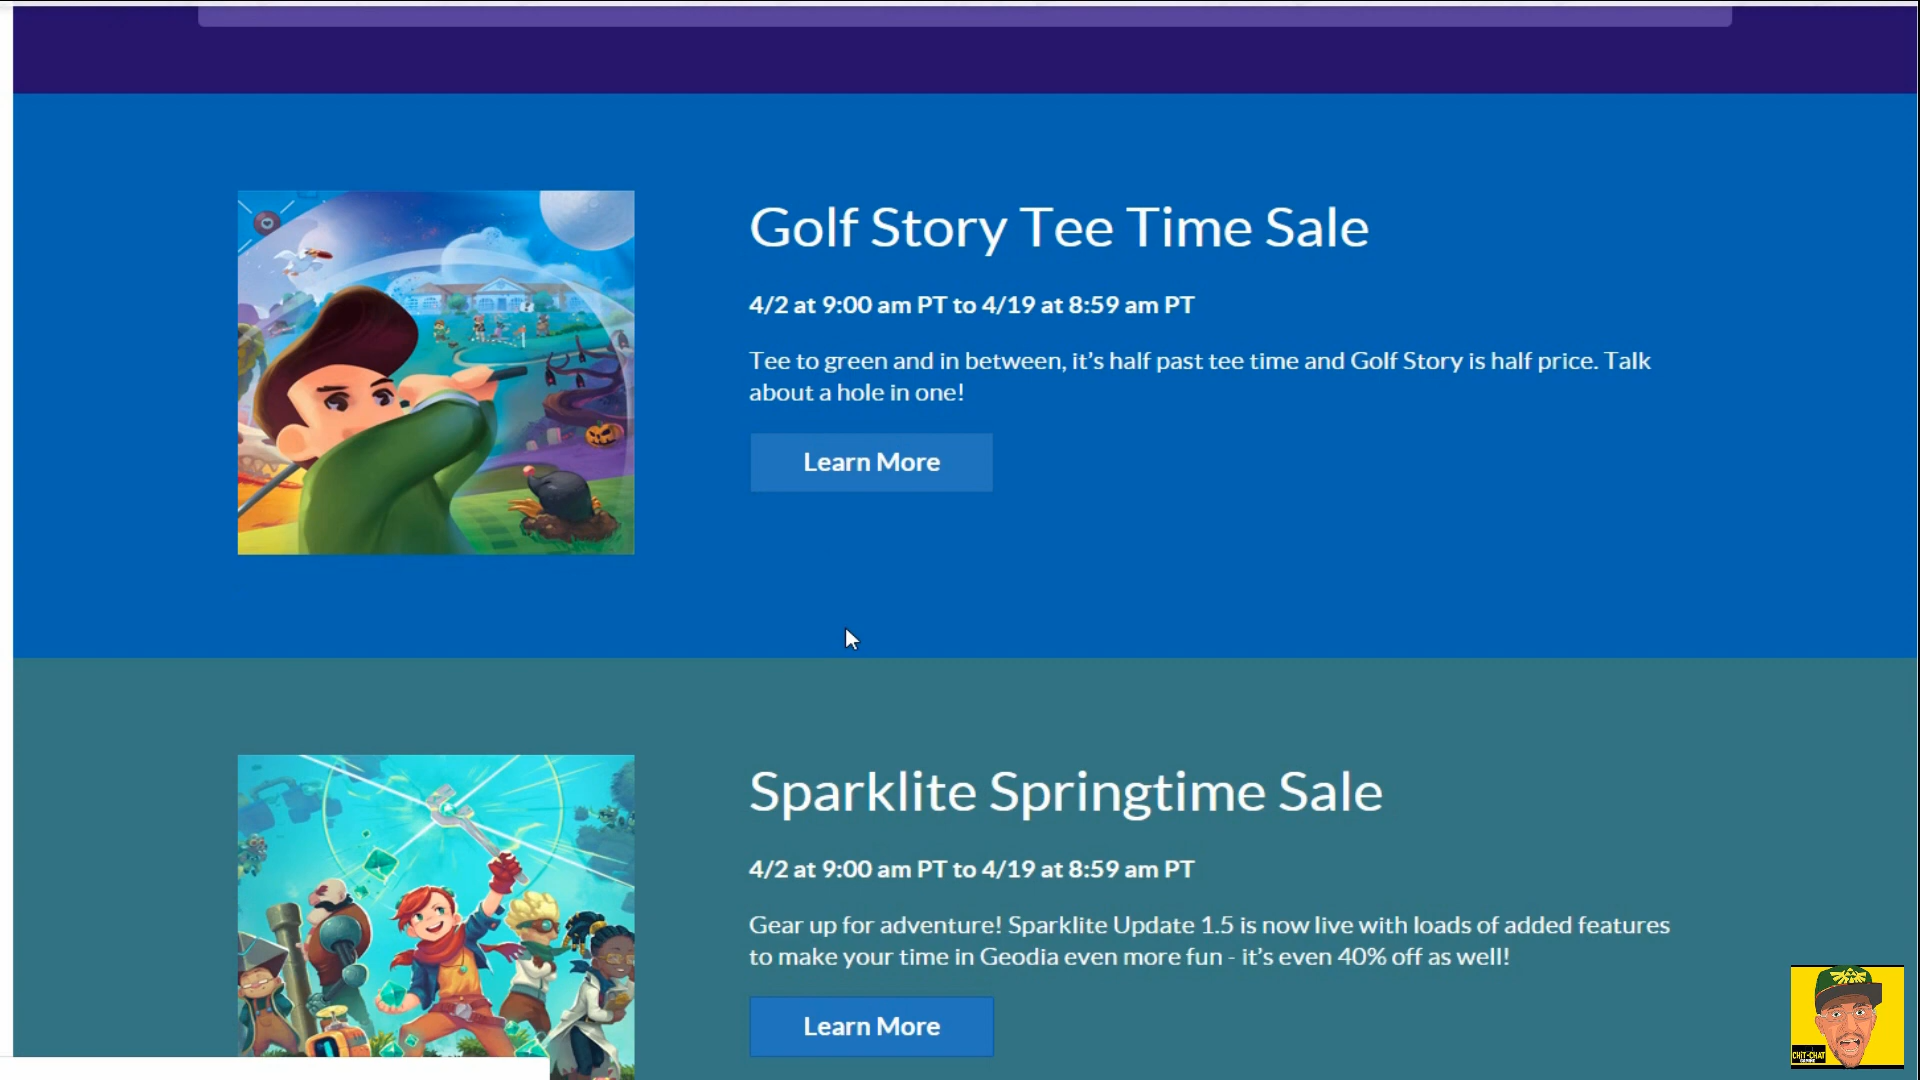 Golf Story Tee Time Sale
4/2 at 9:00 am PT to 4/19 at 8:59 am PT
Tee to green and in between, it's half past tee time and Golf Story is half price. Talk
about a hole in one!
Learn More
Sparklite Springtime Sale
4/2 at 9:00 am PT to 4/19 at 8:59 am PT
Gear up for adventure! Sparklite Update 1.5 is now live with loads of added features
to make your time in Geodia even more fun - it's even 40% off as well!
Learn More
CHIT-CHAT
GAMING